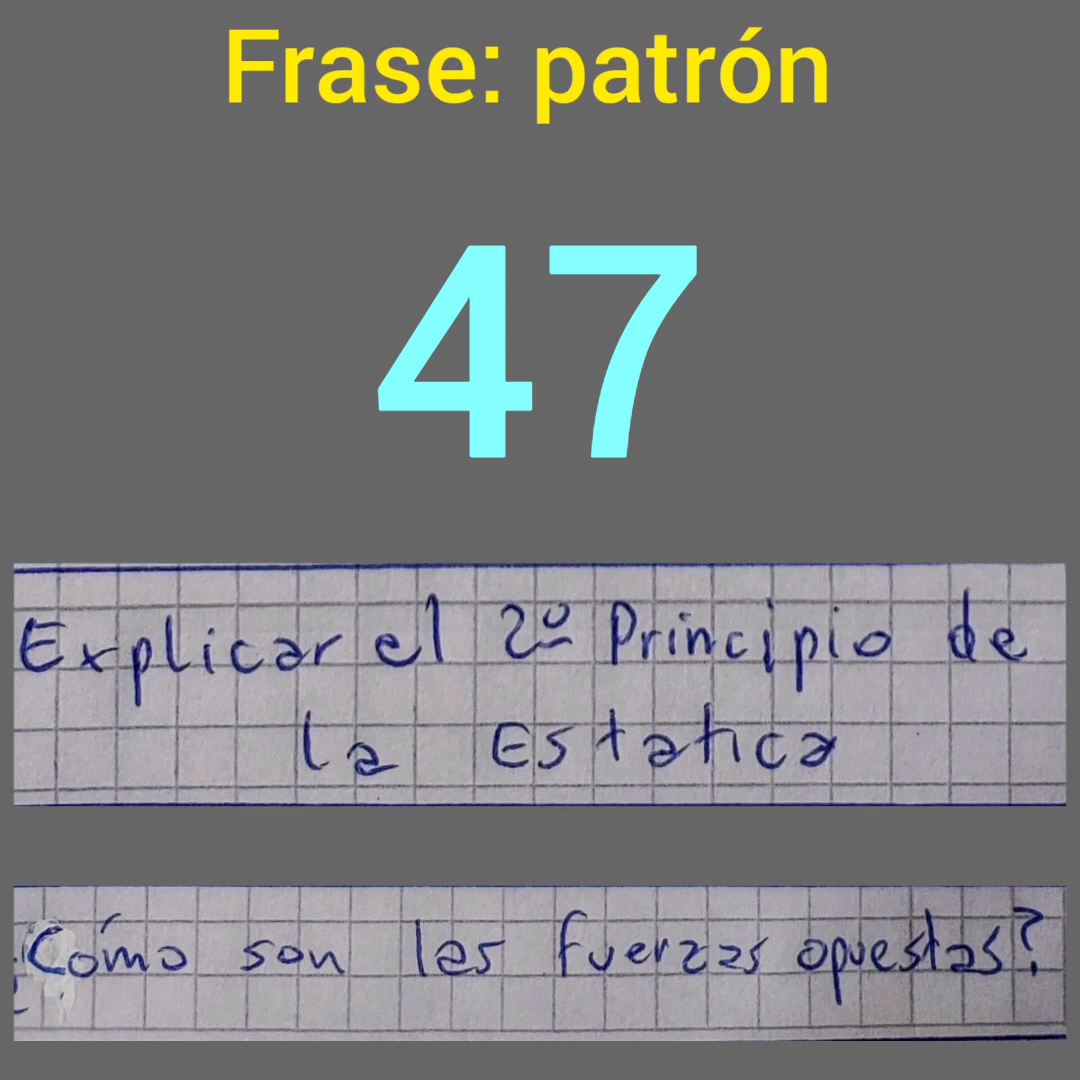 Frase: patrón
47
Explicar el 2º Principio de
la Estatica
¿Cómo son las fuerzas opuestas?